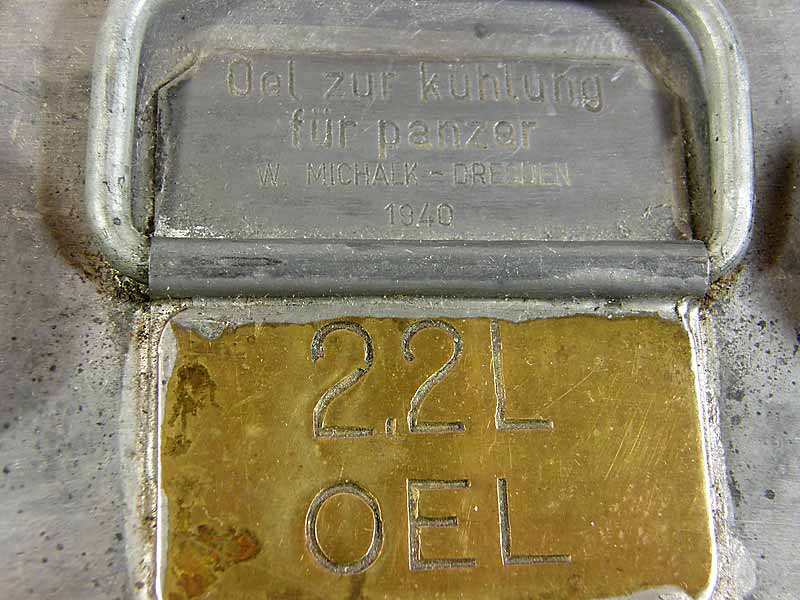 Oel zur kühlung
für panzer
W. MICHALK - DRESDEN
1940
2.2L
OEL